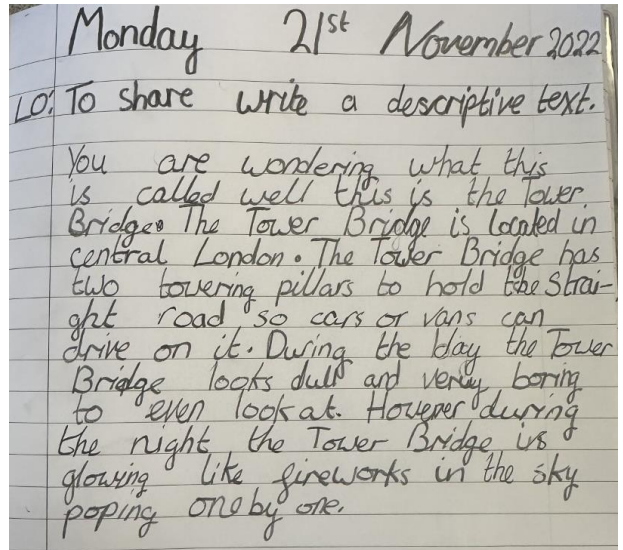 Monday 21st November 2022
LO: To share write a descriptive text.
You are wondering what this
is called well this is the Tower
Bridge. The Tower Bridge is located in
central London. The Tower Bridge has
two towering pillars to hold the Strai-
ght road so cars or vans can
drive on it. During the day the Tower
Bridge looks dull and very boring
to even look at. However during
the night the Tower Bridge is
glowing like fireworks in the sky
poping one by one.